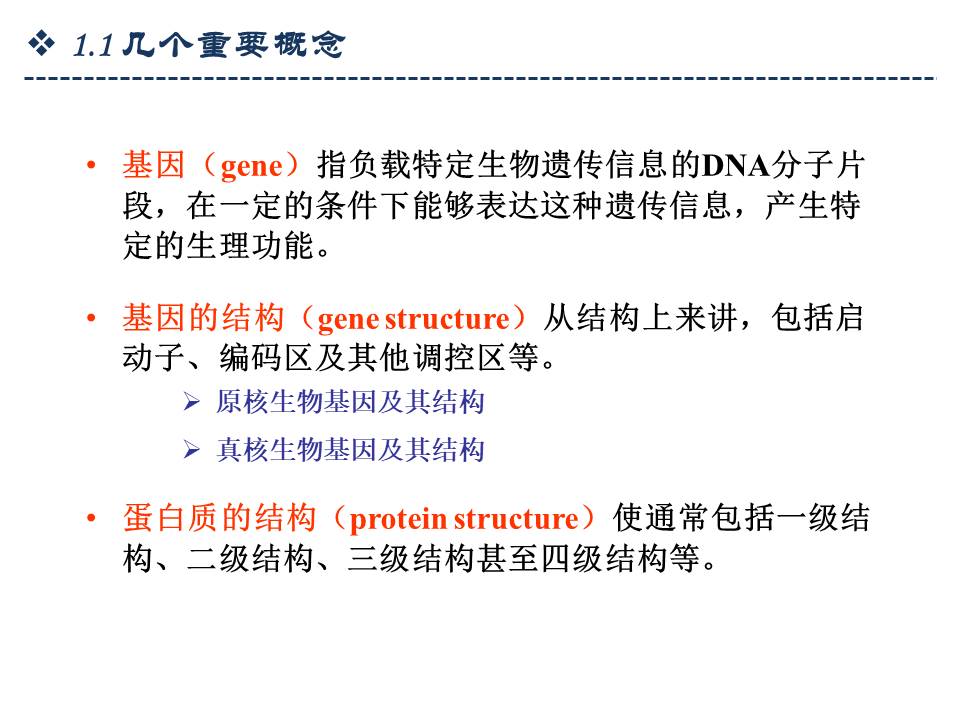 ❖ 1.1几个重要概念
• 基因（gene）指负载特定生物遗传信息的DNA分子片
段，在一定的条件下能够表达这种遗传信息，产生特
定的生理功能。
• 基因的结构（gene structure）从结构上来讲，包括启
动子、编码区及其他调控区等。
➢ 原核生物基因及其结构
➢ 真核生物基因及其结构
• 蛋白质的结构（protein structure）使通常包括一级结
构、二级结构、三级结构甚至四级结构等。